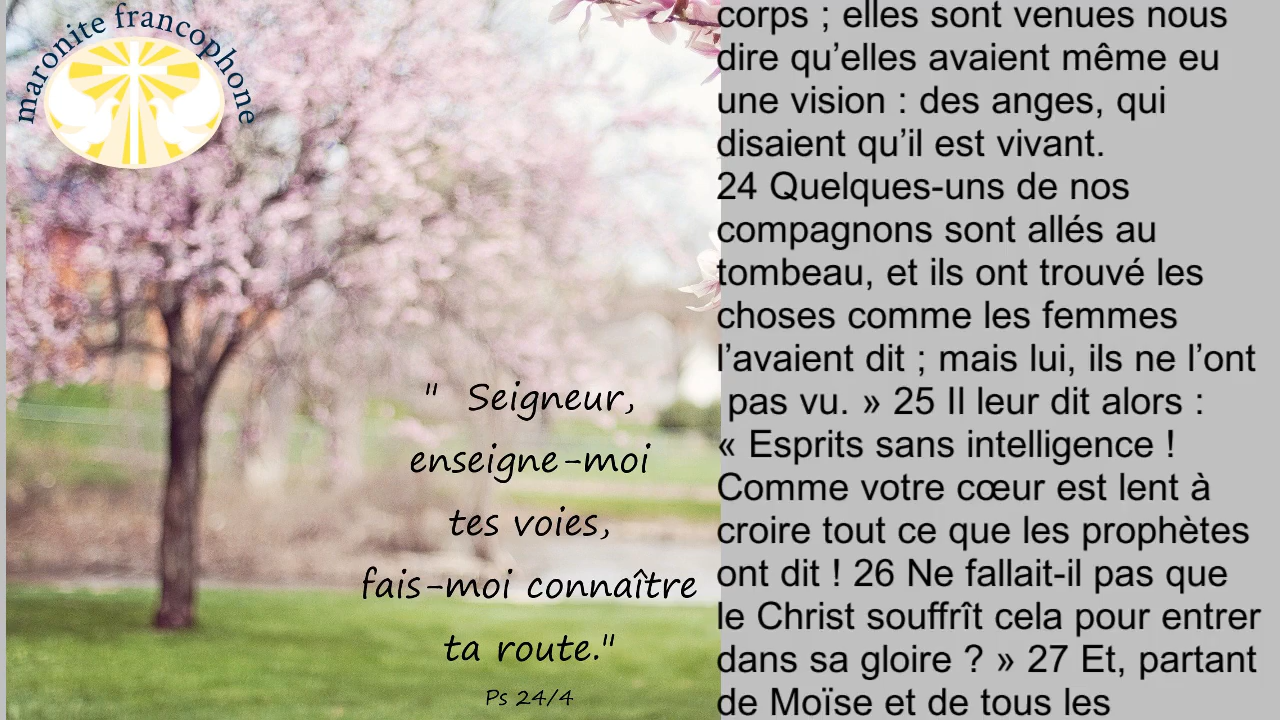 maronite francophone
" Seigneur,
enseigne-moi
tes voies,
fais-moi connaître
ta route."
Ps 24/4
corps ; elles sont venues nous
dire qu’elles avaient même eu
une vision : des anges, qui
disaient qu’il est vivant.
24 Quelques-uns de nos
compagnons sont allés au
tombeau, et ils ont trouvé les
choses comme les femmes
l’avaient dit ; mais lui, ils ne l’ont
pas vu. » 25 Il leur dit alors :
« Esprits sans intelligence !
Comme votre cœur est lent à
croire tout ce que les prophètes
ont dit ! 26 Ne fallait-il pas que
le Christ souffrît cela pour entrer
dans sa gloire ? » 27 Et, partant
de Moïse et de tous les